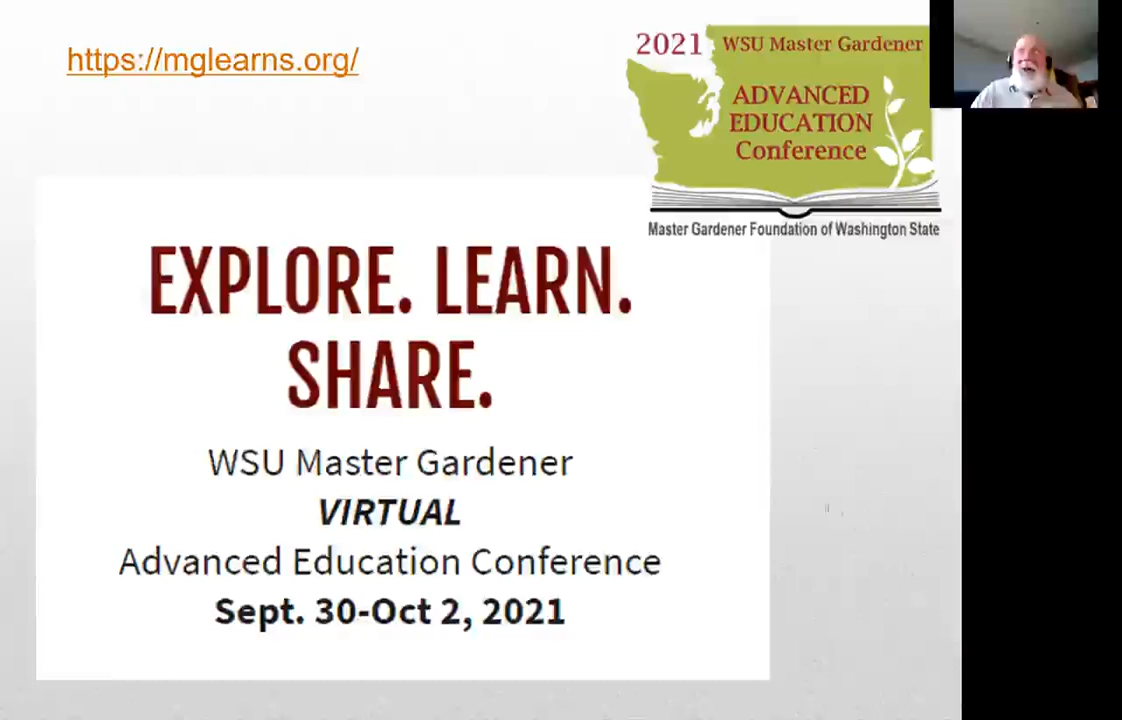 https://mglearns.org/
2021 WSU Master Gardener
ADVANCED
EDUCATION
Conference
Master Gardener Foundation of Washington State
EXPLORE. LEARN.
SHARE.
WSU Master Gardener
VIRTUAL
Advanced Education Conference
Sept. 30-Oct 2, 2021